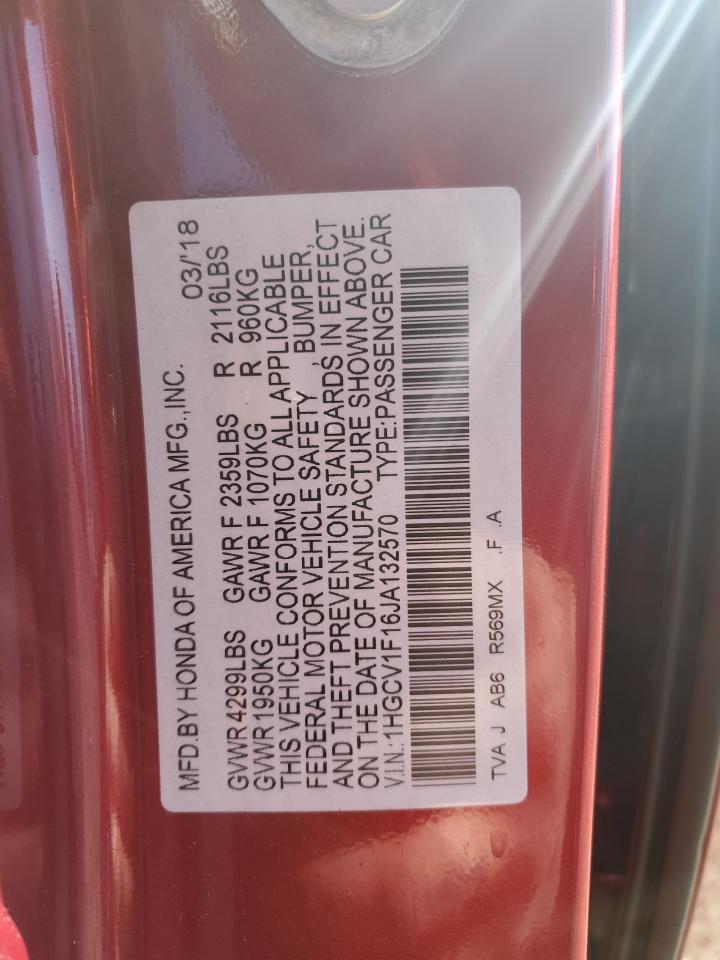 MFD.BY HONDA OF AMERICA MFG.,INC. 03/'18
GVWR 4299LBS GAWR F 2359LBS R 2116LBS
GVWR 1950KG GAWR F 1070KG R 960KG
THIS VEHICLE CONFORMS TO ALL APPLICABLE
FEDERAL MOTOR VEHICLE SAFETY , BUMPER,
AND THEFT PREVENTION STANDARDS IN EFFECT
ON THE DATE OF MANUFACTURE SHOWN ABOVE.
V.I.N.:1HGCV1F16JA132570 TYPE:PASSENGER CAR
TVA J AB6 R569MX .F .A